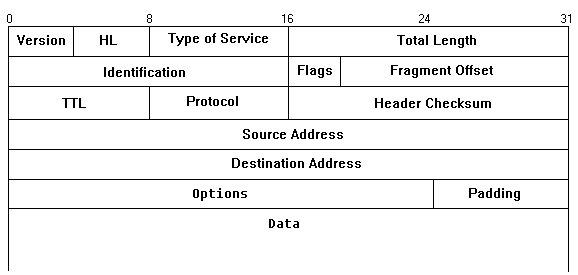 0 8 16 24 31
Version HL Type of Service Total Length
Identification Flags Fragment Offset
TTL Protocol Header Checksum
Source Address
Destination Address
Options Padding
Data